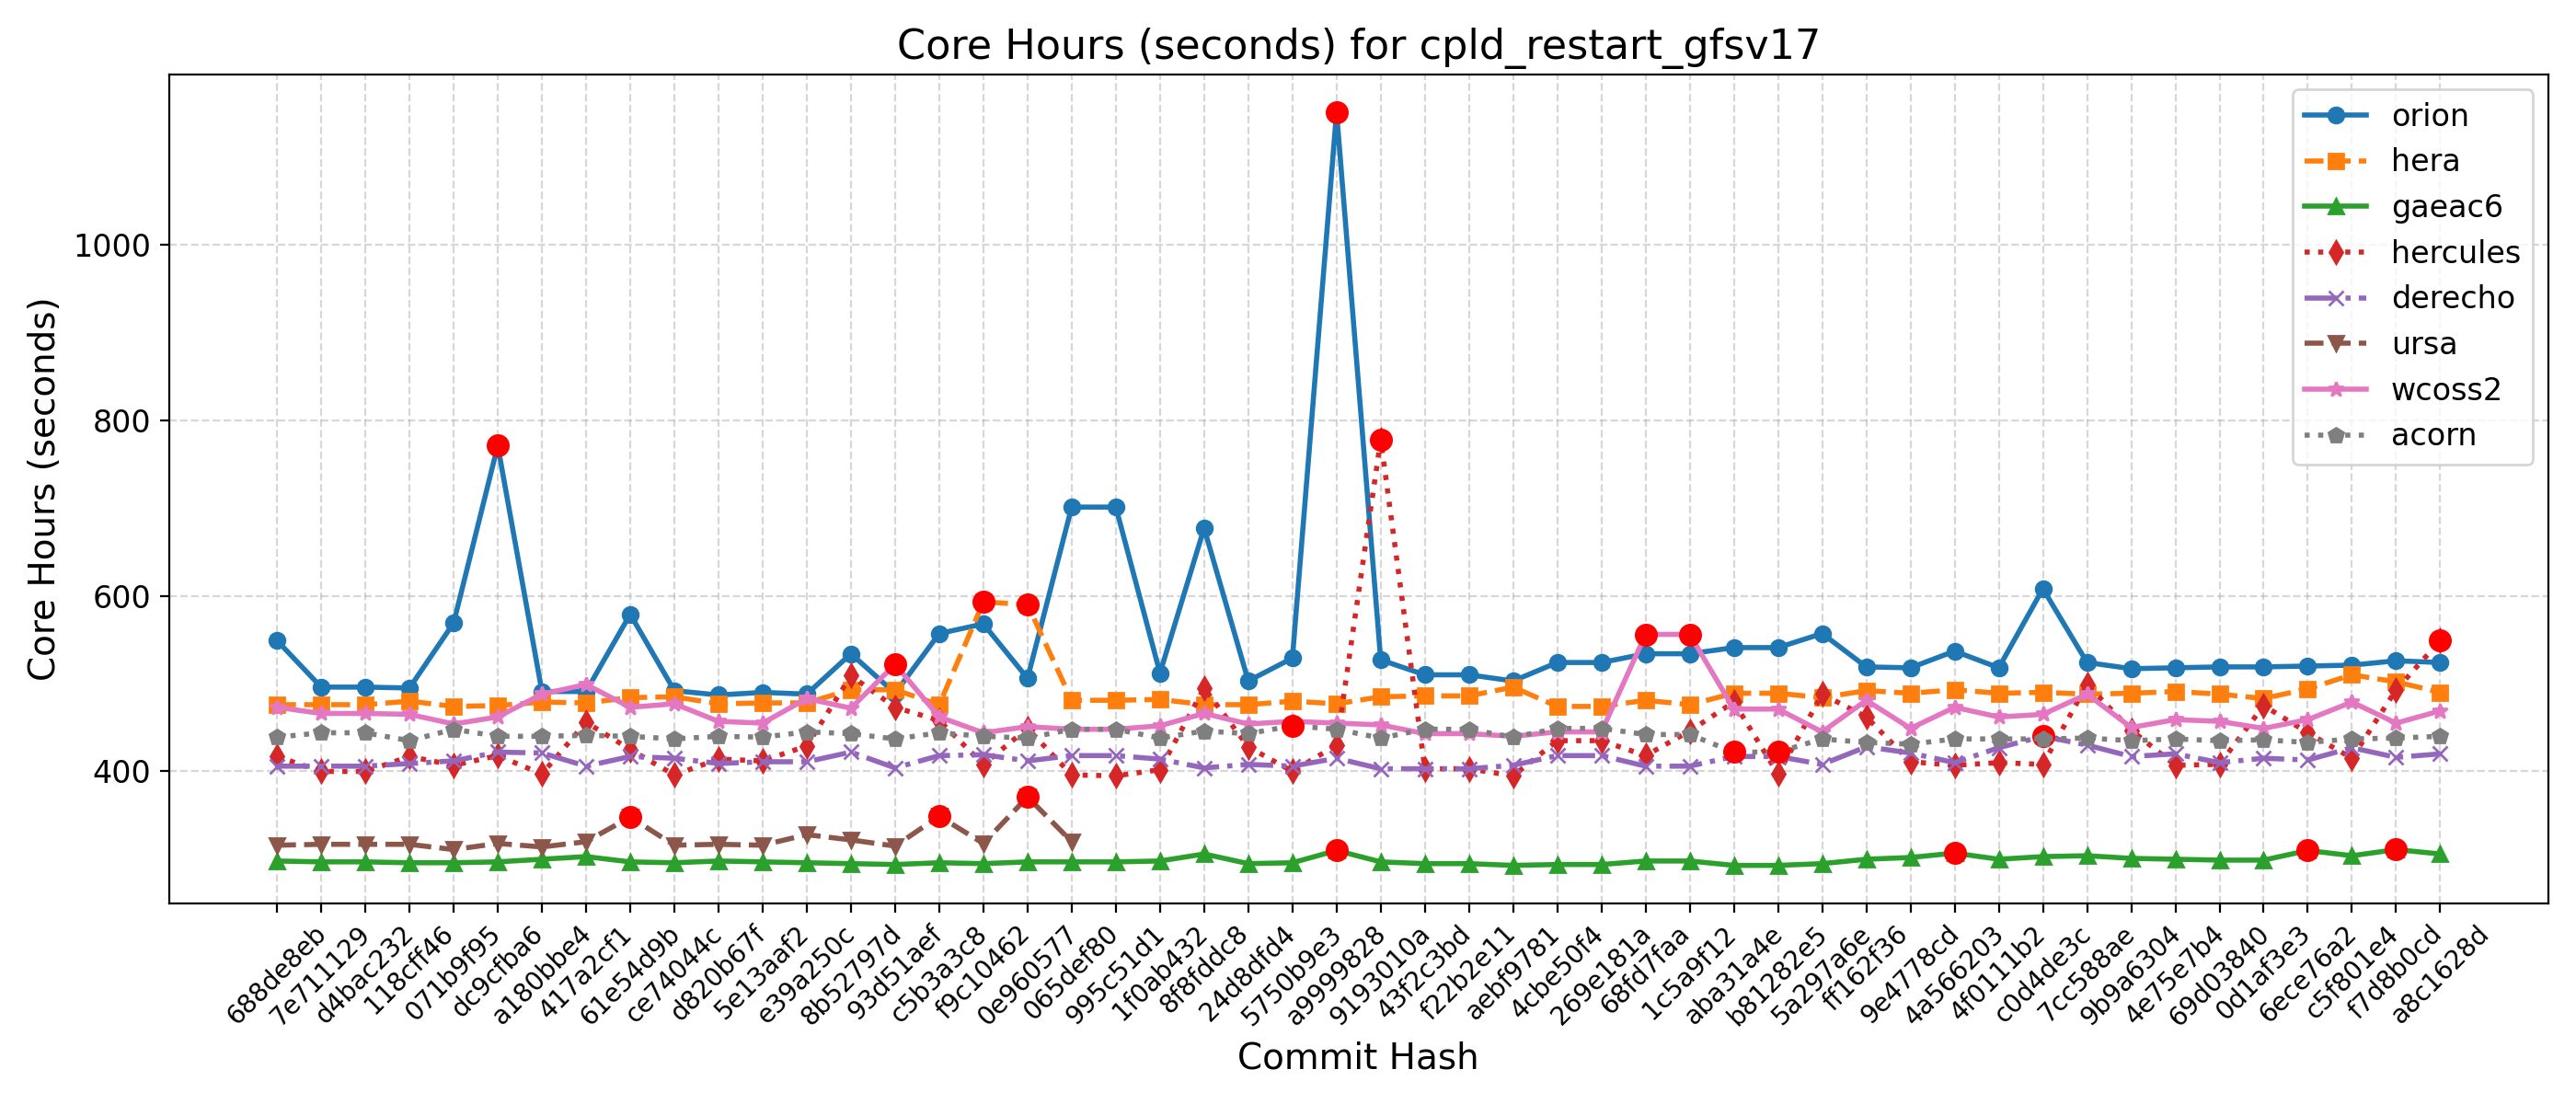 Core Hours (seconds) for cpld_restart_gfsv17
Core Hours (seconds)
1000
800
600
400
orion
hera
gaeac6
hercules
derecho
ursa
wcoss2
acorn
688de8eb
7e711129
d4bac232
118cff46
071b9f95
dc9cfba6
a180bbe4
417a2cf1
61e54d9b
ce74044c
d820b67f
5e13aaf2
e39a250c
8b52797d
93d51aef
c5b3a3c8
f9c10462
0e960577
065def80
995c51d1
1f0ab432
8f8fddc8
24d8dfd4
5750b9e3
a9999828
9193010a
43f2c3bd
f22b2e11
aebf9781
4cbe50f4
269e181a
68fd7faa
1c5a9f12
aba31a4e
b81282e5
5a297a6e
ff162f36
9e4778cd
4a566203
4f0111b2
c0d4de3c
7cc588ae
9b9a6304
4e75e7b4
69d03840
0d1af3e3
6ece76a2
c5f801e4
f7d8b0cd
a8c1628d
Commit Hash